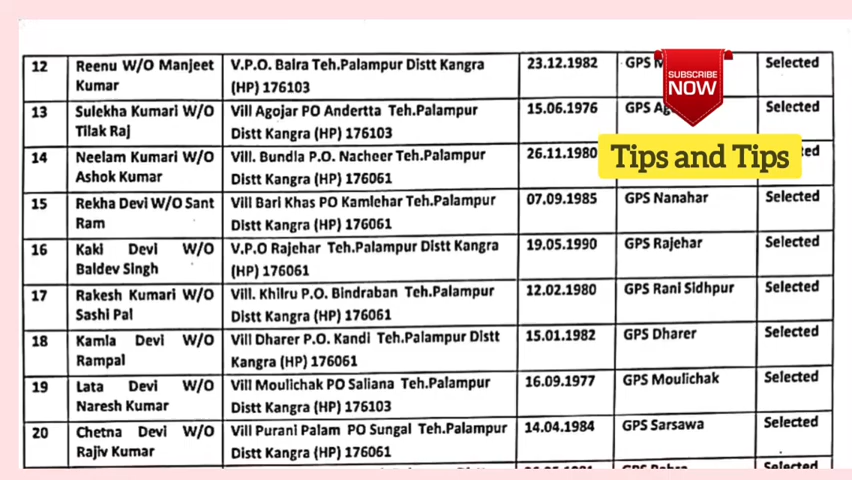 12 Reenu W/O Manjeet Kumar V.P.O. Balra Teh.Palampur Distt Kangra (HP) 176103 23.12.1982 GPS Selected
13 Sulekha Kumari W/O Tilak Raj Vill Agojar PO Andertta Teh.Palampur Distt Kangra (HP) 176103 15.06.1976 GPS Selected
14 Neelam Kumari W/O Ashok Kumar Vill. Bundla P.O. Nacheer Teh.Palampur Distt Kangra (HP) 176061 26.11.1980
15 Rekha Devi W/O Sant Ram Vill Bari Khas PO Kamlehar Teh.Palampur Distt Kangra (HP) 176061 07.09.1985 GPS Nanahar Selected
16 Kaki Devi W/O Baldev Singh V.P.O Rajehar Teh.Palampur Distt Kangra (HP) 176061 19.05.1990 GPS Rajehar Selected
17 Rakesh Kumari W/O Sashi Pal Vill. Khilru P.O. Bindraban Teh.Palampur Distt Kangra (HP) 176061 12.02.1980 GPS Rani Sidhpur Selected
18 Kamla Devi W/O Rampal Vill Dharer P.O. Kandi Teh.Palampur Distt Kangra (HP) 176061 15.01.1982 GPS Dharer Selected
19 Lata Devi W/O Naresh Kumar Vill Moulichak PO Saliana Teh.Palampur Distt Kangra (HP) 176103 16.09.1977 GPS Moulichak Selected
20 Chetna Devi W/O Rajiv Kumar Vill Purani Palam PO Sungal Teh.Palampur Distt Kangra (HP) 176061 14.04.1984 GPS Sarsawa Selected
SUBSCRIBE
NOW
Tips and Tips